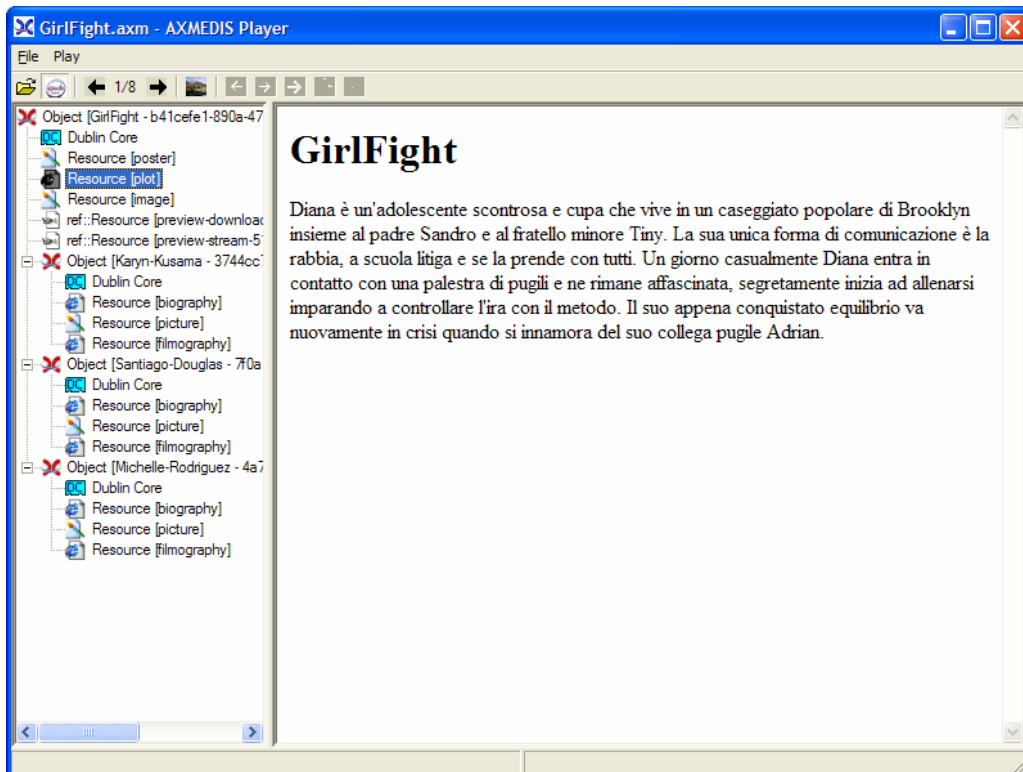 GirlFight.axm - AXMEDIS Player
File Play
1/8
Object [GirlFight - b41cefe1-890a-47
Dublin Core
Resource [poster]
Resource [plot]
Resource [image]
ref::Resource [preview-download
ref::Resource [preview-stream-51
Object [Karyn-Kusama - 3744cc
Dublin Core
Resource [biography]
Resource [picture]
Resource [filmography]
Object [Santiago-Douglas - 7f0a
Dublin Core
Resource [biography]
Resource [picture]
Resource [filmography]
Object [Michelle-Rodriguez - 4a7
Dublin Core
Resource [biography]
Resource [picture]
Resource [filmography]
GirlFight
Diana è un'adolescente scontrosa e cupa che vive in un caseggiato popolare di Brooklyn
insieme al padre Sandro e al fratello minore Tiny. La sua unica forma di comunicazione è la
rabbia, a scuola litiga e se la prende con tutti. Un giorno casualmente Diana entra in
contatto con una palestra di pugili e ne rimane affascinata, segretamente inizia ad allenarsi
imparando a controllare l'ira con il metodo. Il suo appena conquistato equilibrio va
nuovamente in crisi quando si innamora del suo collega pugile Adrian.